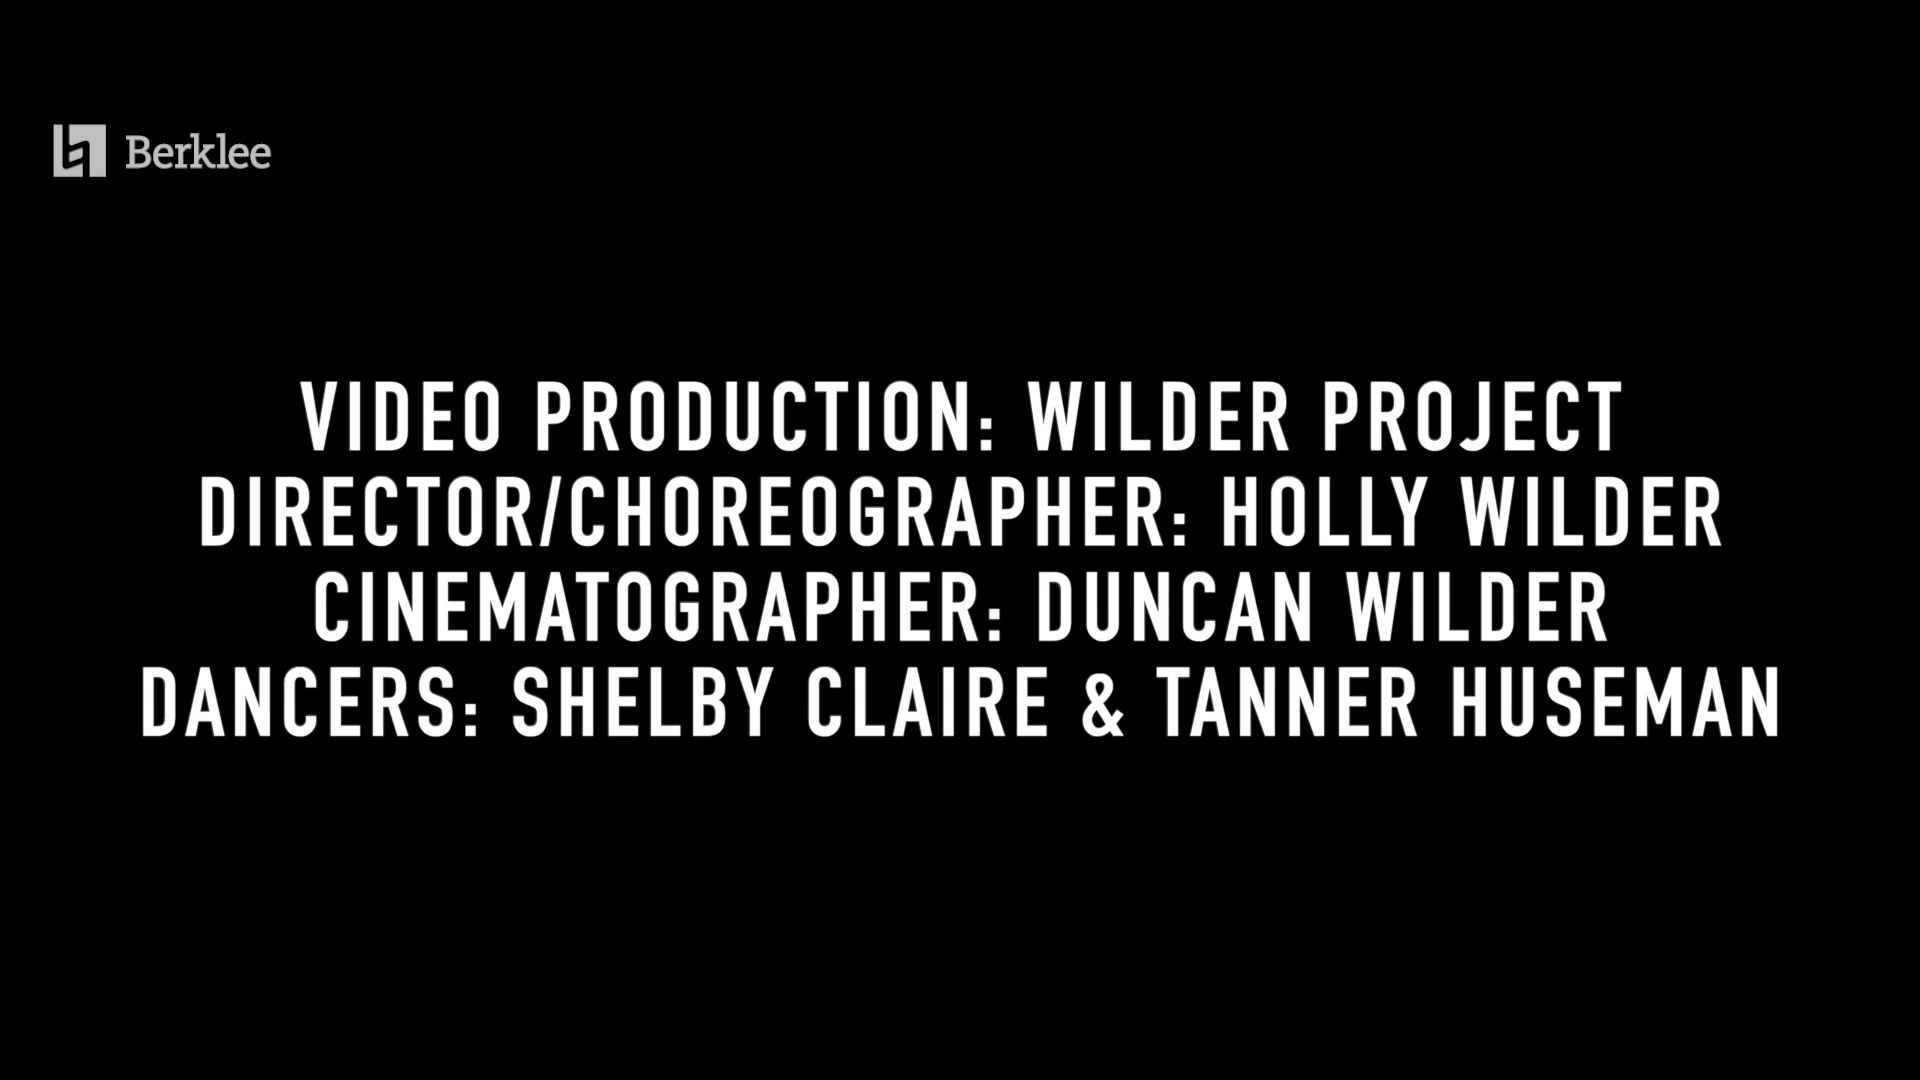 Berklee
VIDEO PRODUCTION: WILDER PROJECT
DIRECTOR/CHOREOGRAPHER: HOLLY WILDER
CINEMATOGRAPHER: DUNCAN WILDER
DANCERS: SHELBY CLAIRE & TANNER HUSEMAN